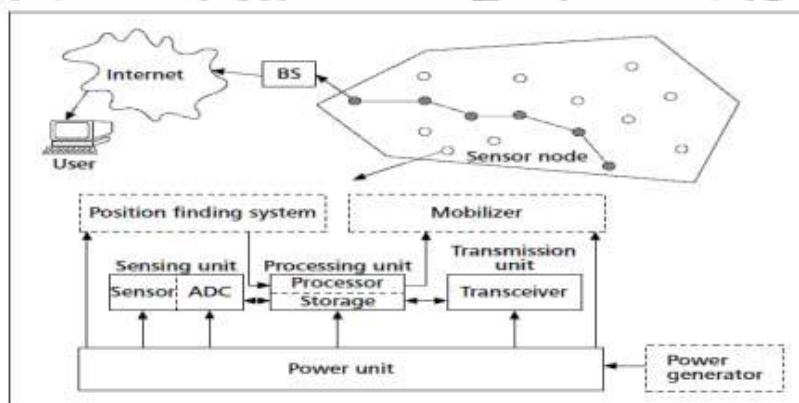 Internet
BS
User
Sensor node
Position finding system
Mobilizer
Sensing unit
Processing unit
Transmission
unit
Sensor
ADC
Processor
Storage
Transceiver
Power unit
Power
generator